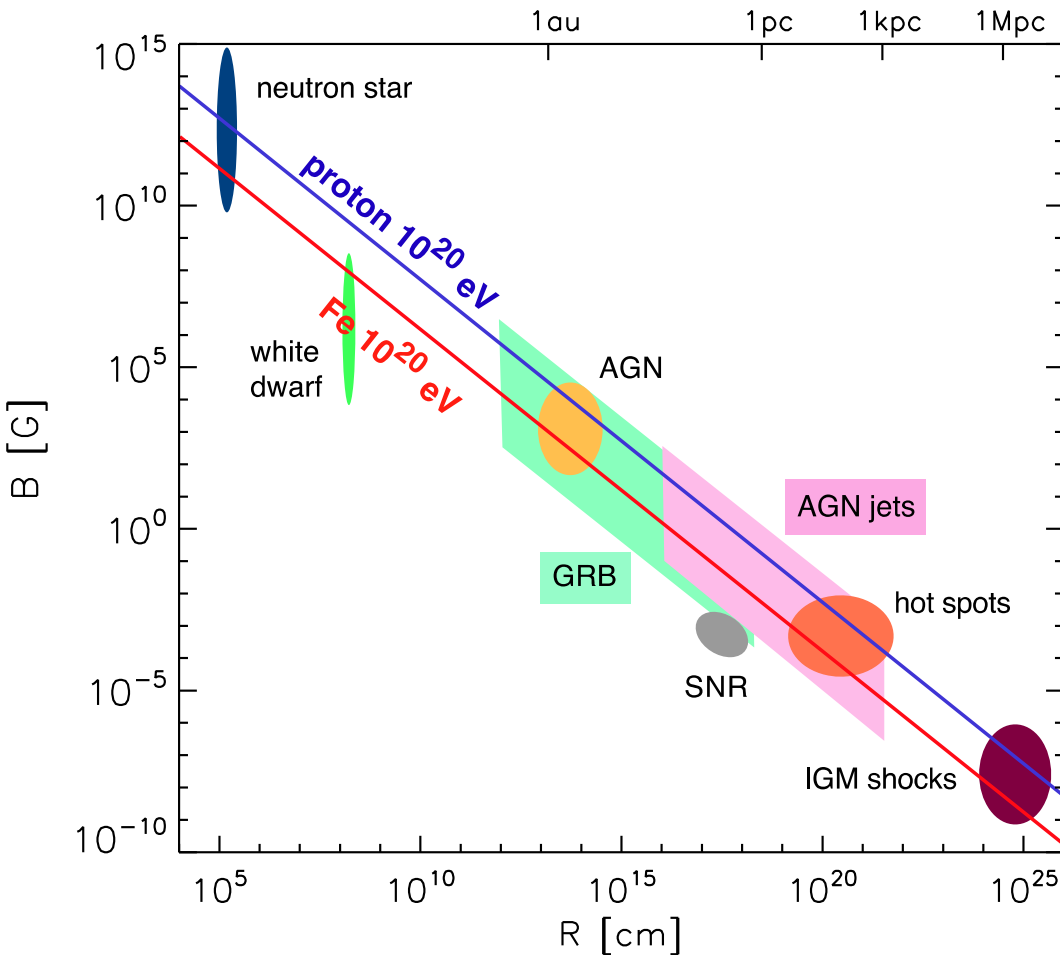 1au 1pc 1kpc 1Mpc
10^15
neutron star
10^10
proton 10^20 eV
Fe 10^20 eV
white
dwarf
10^5
AGN
B [G]
AGN jets
10^0
GRB
hot spots
SNR
10^-5
IGM shocks
10^-10
10^5 10^10 10^15 10^20 10^25
R [cm]